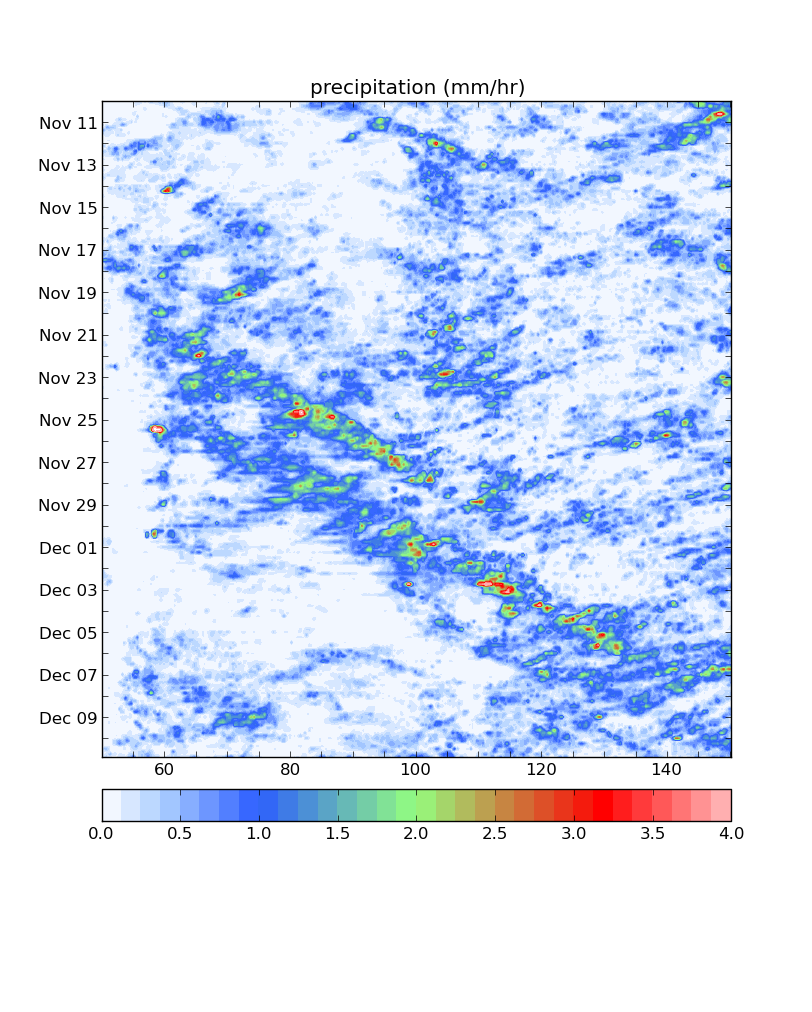 precipitation (mm/hr)
Nov 11
Nov 13
Nov 15
Nov 17
Nov 19
Nov 21
Nov 23
Nov 25
Nov 27
Nov 29
Dec 01
Dec 03
Dec 05
Dec 07
Dec 09
60 80 100 120 140
0.0 0.5 1.0 1.5 2.0 2.5 3.0 3.5 4.0